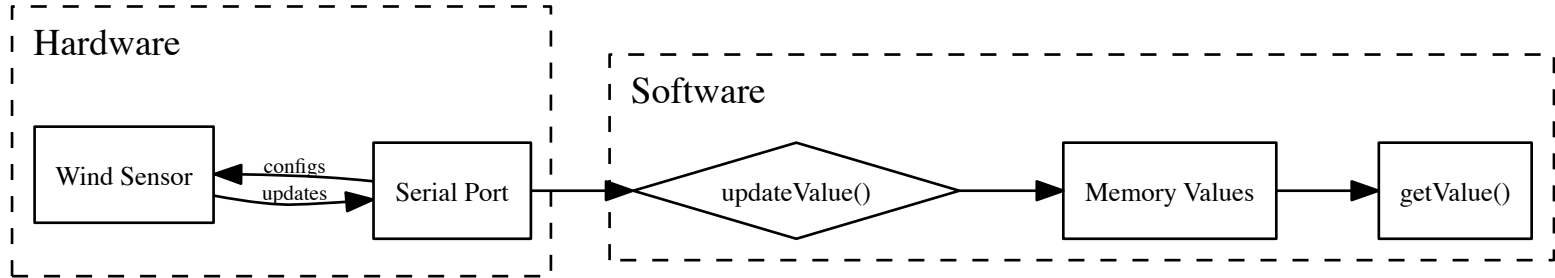 Hardware
Software
Wind Sensor
configs
updates
Serial Port
updateValue()
Memory Values
getValue()